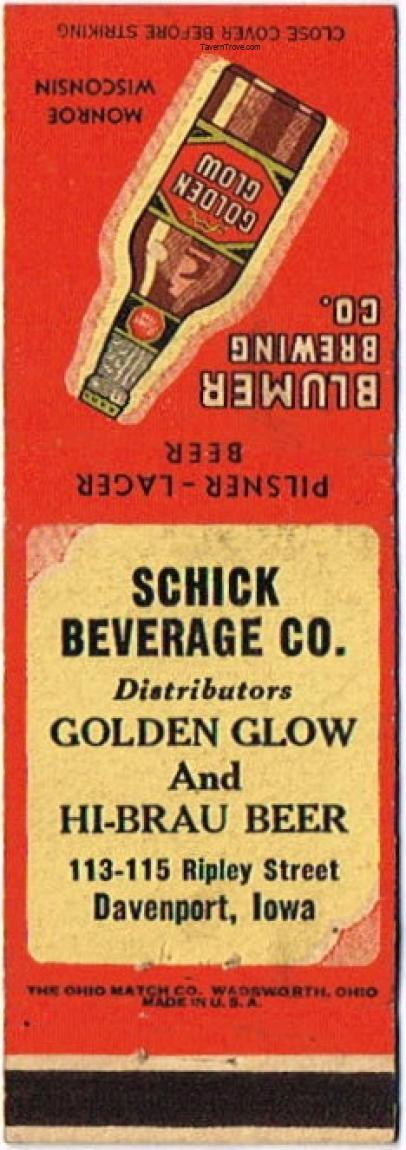 CLOSE COVER BEFORE STRIKING
TavernTrove.com
MONROE
WISCONSIN
GOLDEN
GLOW
BLUMER
BREWING
CO.
PILSNER - LAGER
BEER
SCHICK
BEVERAGE CO.
Distributors
GOLDEN GLOW
And
HI-BRAU BEER
113-115 Ripley Street
Davenport, Iowa
THE OHIO MATCH CO. WADSWORTH, OHIO
MADE IN U. S. A.